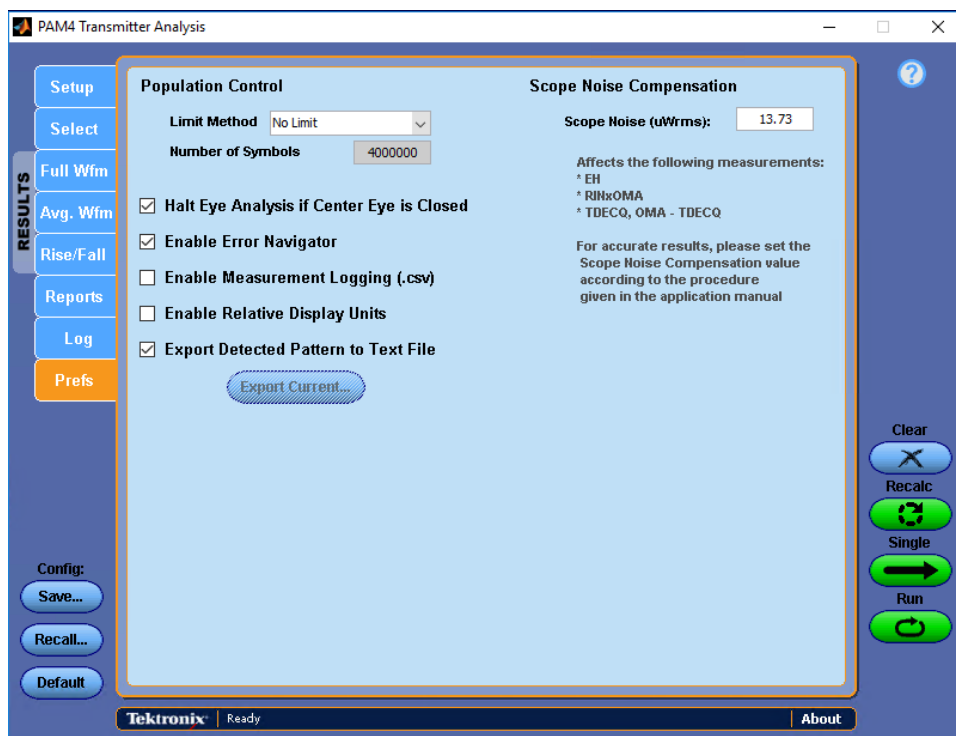 PAM4 Transmitter Analysis
RESULTS
Setup
Select
Full Wfm
Avg. Wfm
Rise/Fall
Reports
Log
Prefs
Population Control
Limit Method No Limit
Number of Symbols 4000000
Halt Eye Analysis if Center Eye is Closed
Enable Error Navigator
Enable Measurement Logging (.csv)
Enable Relative Display Units
Export Detected Pattern to Text File
Export Current...
Scope Noise Compensation
Scope Noise (uWrms): 13.73
Affects the following measurements:
* EH
* RINxOMA
* TDECQ, OMA - TDECQ
For accurate results, please set the
Scope Noise Compensation value
according to the procedure
given in the application manual
?
Clear
Recalc
Single
Run
Config:
Save...
Recall...
Default
Tektronix Ready About